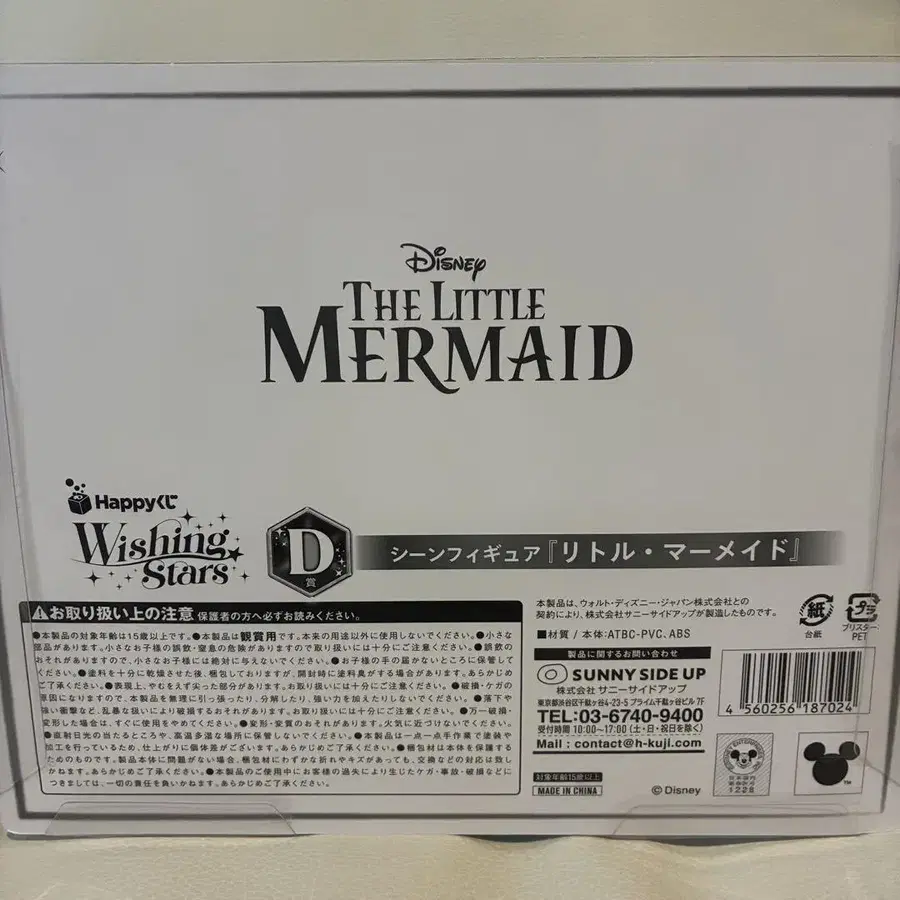 Disney
THE LITTLE
MERMAID
Happyくじ
Wishing
Stars
D
賞
シーンフィギュア『リトル・マーメイド』
お取り扱い上の注意 保護者の方へ必ずお読みください。
●本製品の対象年齢は15歳以上です。●本製品は観賞用です。本来の用途以外に使用しないでください。●小さな
部品があります。小さなお子様の誤飲・窒息の危険がありますので取り扱いには十分にご注意ください。●誤飲の
おそれがありますので、小さなお子様には絶対に与えないでください。●お子様の手の届かないところに保管して
ください。●塗料を十分に乾燥させた後、梱包しておりますが、開封時に塗料臭がする場合があります。あらかじめ
ご了承ください。●表現上、やむをえず尖った部分があります。お取り扱いには十分にご注意ください。●破損・ケガの
原因になりますので、本製品を無理に引っ張ったり、分解したり、強い力を加えたりしないでください。●落下や
強い衝撃など、乱暴な扱いにより破損するおそれがあります。お取り扱いには十分ご注意ください。●万一破損・
変形した場合は、すぐに使用をやめてください。●変形・変質のおそれがあります。火気に近づけないでください。
●直射日光の当たるところや、高温多湿な場所に保管しないでください。●本製品は一点一点手作業で塗装や
加工を行っているため、仕上がりに個体差がございます。あらかじめご了承ください。●梱包材は本体を保護する
ためのものです。製品本体に問題がない場合、梱包材にわずかな折れやキズがあっても、交換などの対応は致し
かねます。あらかじめご了承ください。●本製品のご使用中にお客様の過失により生じたケガ・事故・破損などに
つきましては、一切の責任を負いかねます。あらかじめご了承ください。
本製品は、ウォルト・ディズニー・ジャパン株式会社との
契約により、株式会社サニーサイドアップが製造したものです。
■材質 / 本体:ATBC-PVC、ABS
製品に関するお問い合わせ
SUNNY SIDE UP
株式会社 サニーサイドアップ
東京都渋谷区千駄ヶ谷4-23-5 プライム千駄ヶ谷ビル 7F
TEL:03-6740-9400
受付時間 10:00~17:00(土・日・祝日を除く)
Mail : contact@h-kuji.com
対象年齢15歳以上
MADE IN CHINA
©Disney
紙
台紙
プラ
ブリスター:
PET
4 560256 187024
1228
TM